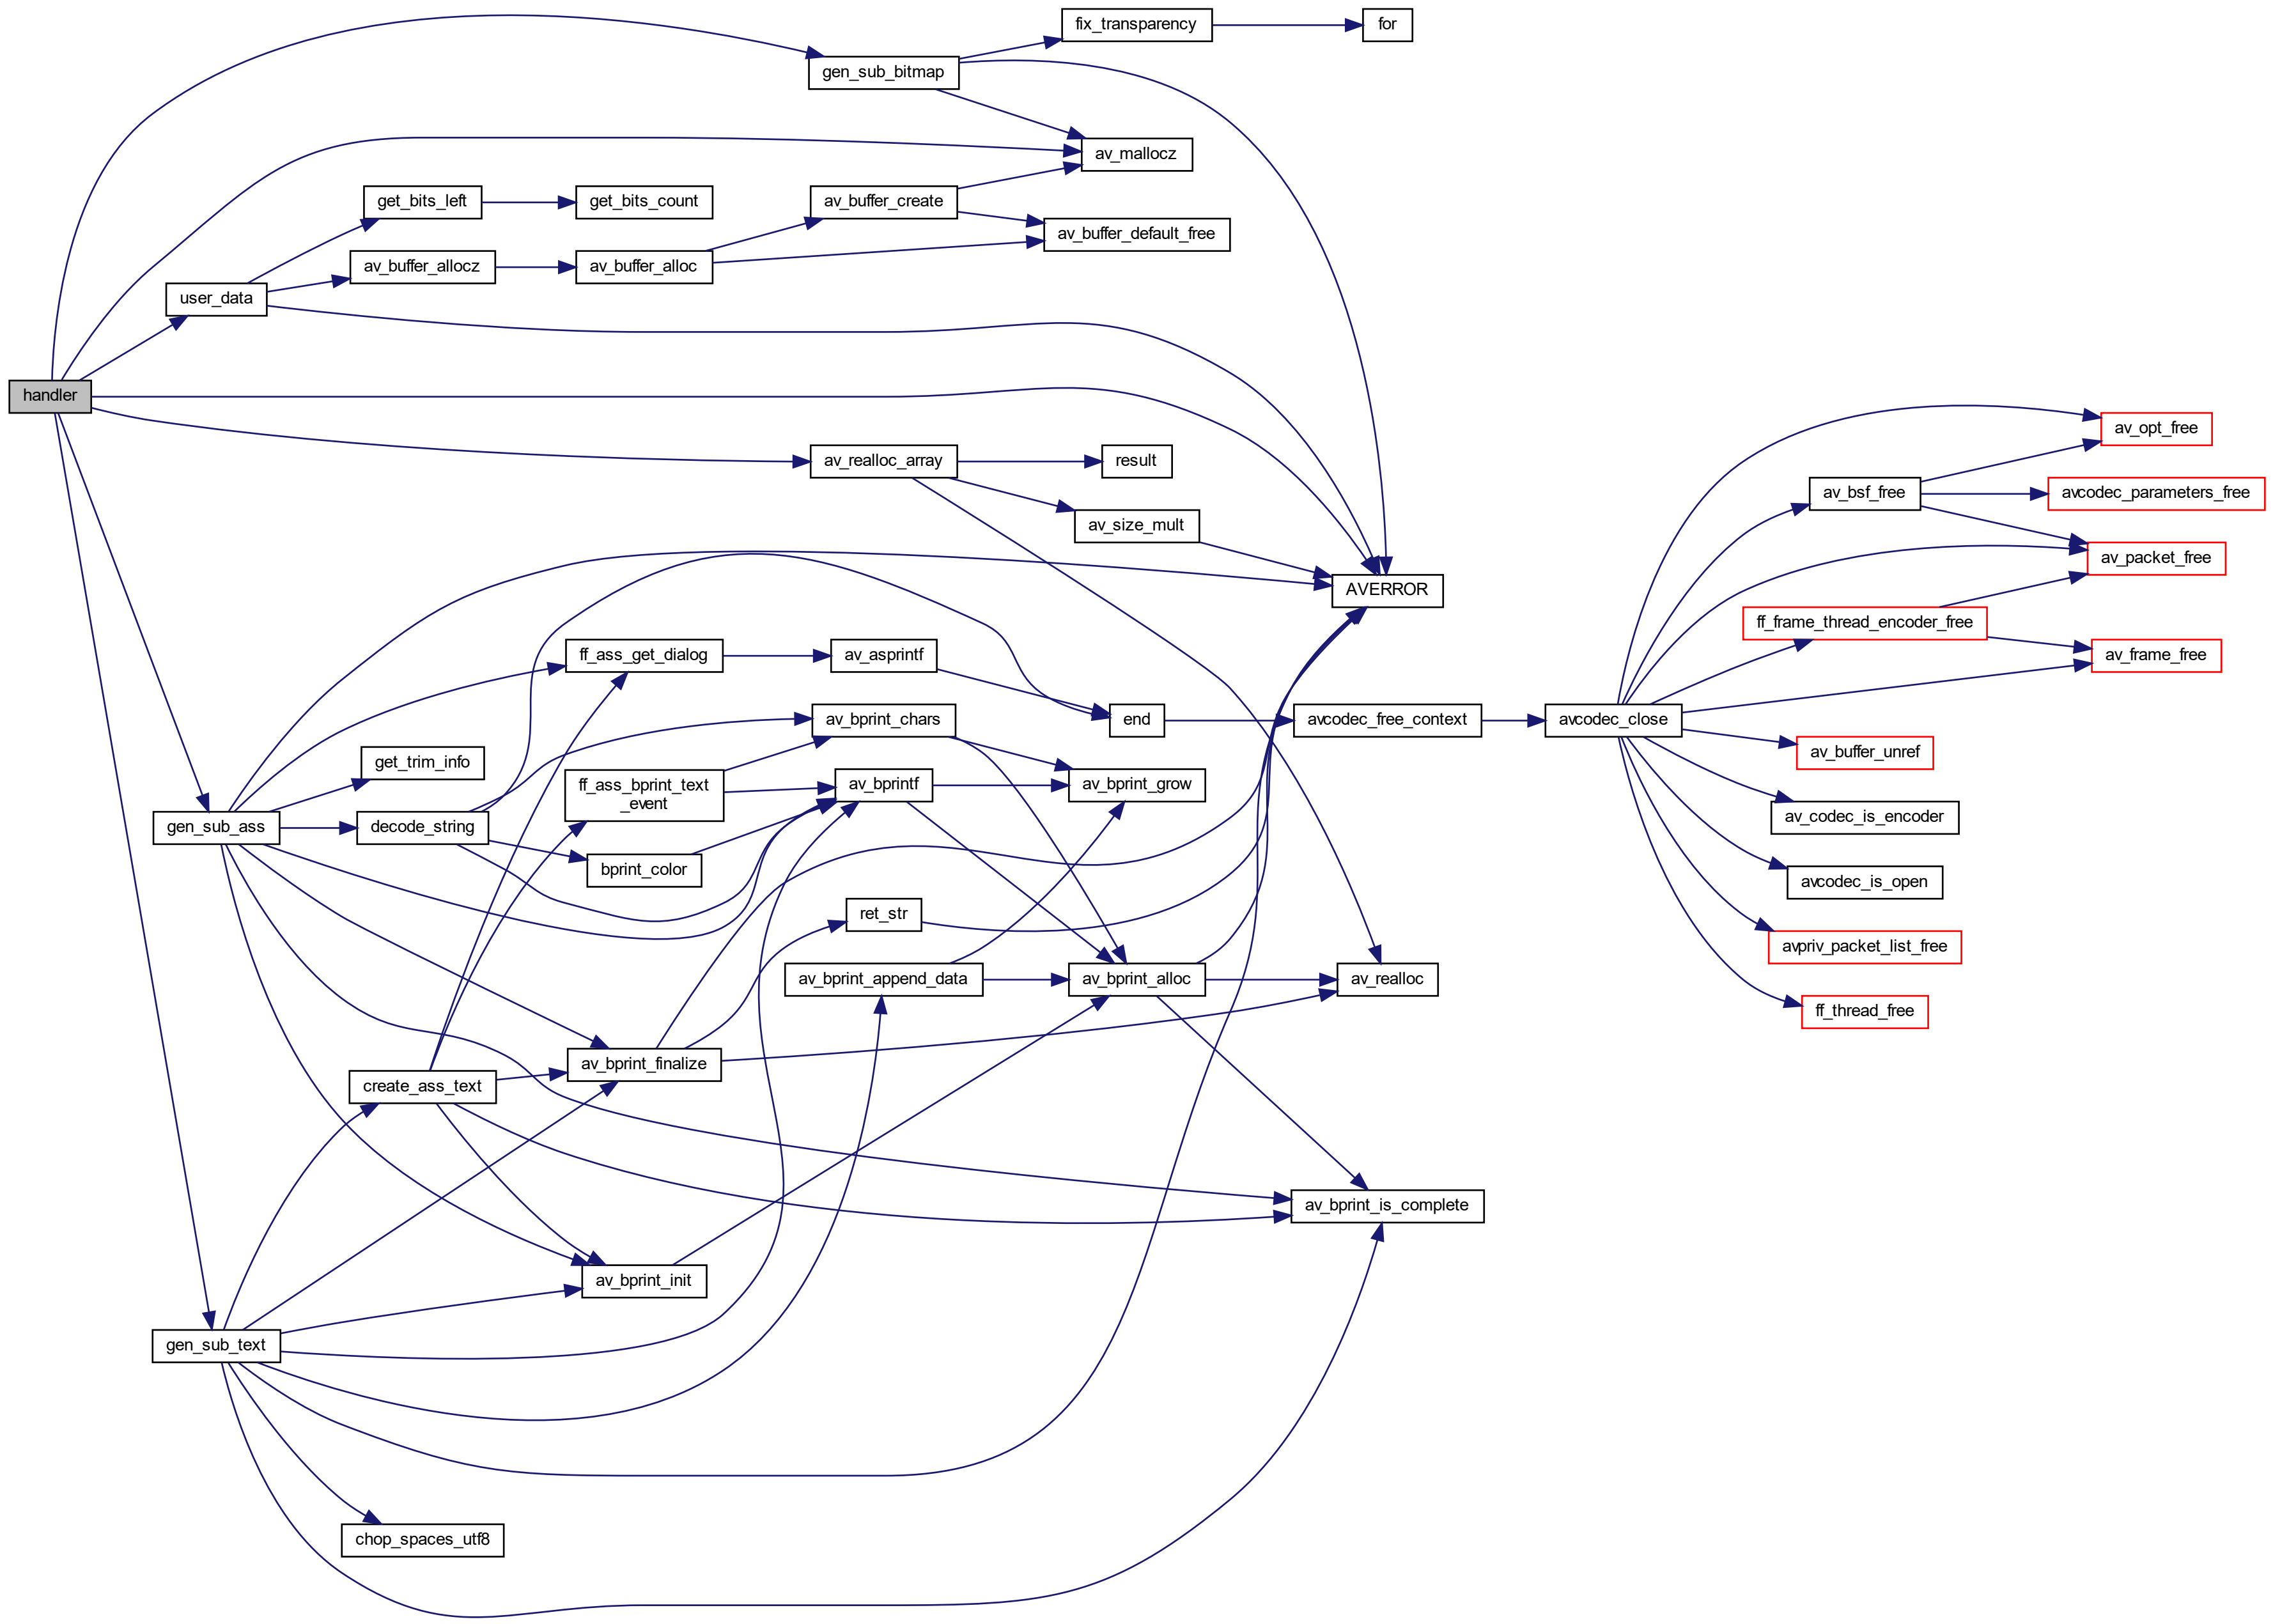 fix_transparency
for
gen_sub_bitmap
av_mallocz
get_bits_left
get_bits_count
av_buffer_create
av_buffer_default_free
av_buffer_allocz
av_buffer_alloc
user_data
handler
av_opt_free
av_realloc_array
result
av_bsf_free
avcodec_parameters_free
av_size_mult
av_packet_free
AVERROR
ff_frame_thread_encoder_free
ff_ass_get_dialog
av_asprintf
av_frame_free
av_bprint_chars
end
avcodec_free_context
avcodec_close
av_buffer_unref
get_trim_info
ff_ass_bprint_text
_event
av_bprintf
av_bprint_grow
av_codec_is_encoder
gen_sub_ass
decode_string
bprint_color
avcodec_is_open
ret_str
avpriv_packet_list_free
av_bprint_append_data
av_bprint_alloc
av_realloc
ff_thread_free
av_bprint_finalize
create_ass_text
av_bprint_is_complete
av_bprint_init
gen_sub_text
chop_spaces_utf8